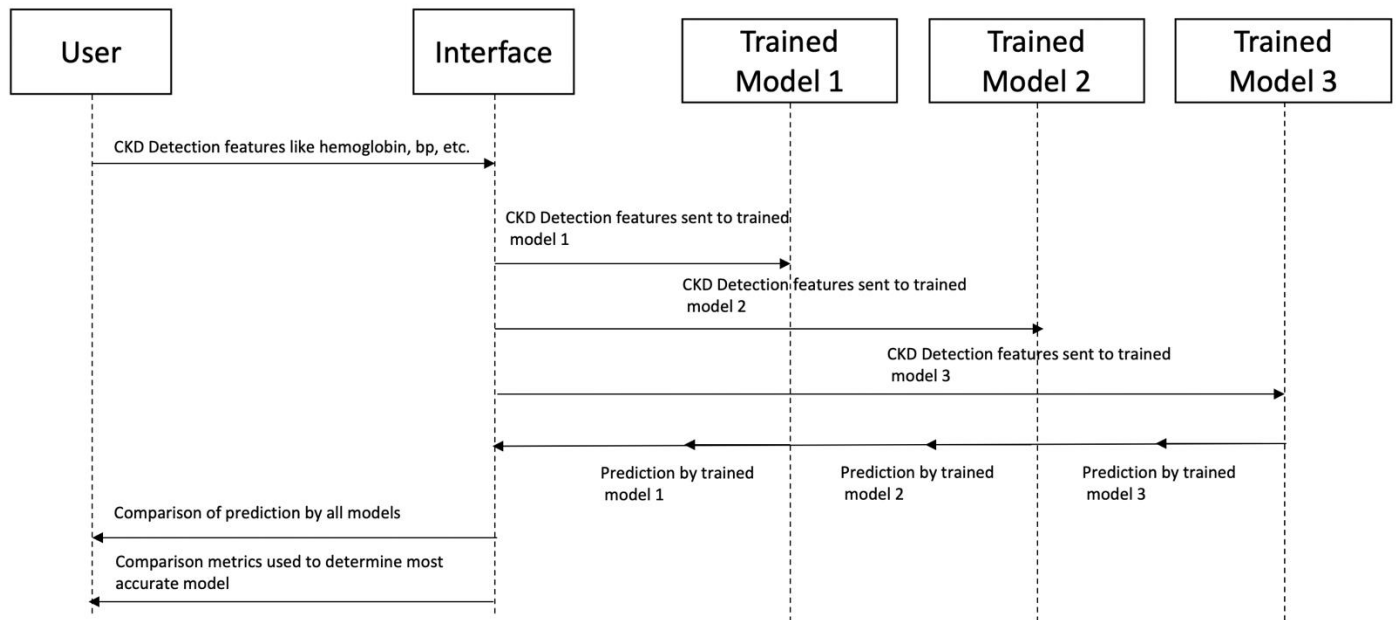 User
Interface
Trained
Model 1
Trained
Model 2
Trained
Model 3
CKD Detection features like hemoglobin, bp, etc.
CKD Detection features sent to trained
model 1
CKD Detection features sent to trained
model 2
CKD Detection features sent to trained
model 3
Prediction by trained
model 1
Prediction by trained
model 2
Prediction by trained
model 3
Comparison of prediction by all models
Comparison metrics used to determine most
accurate model